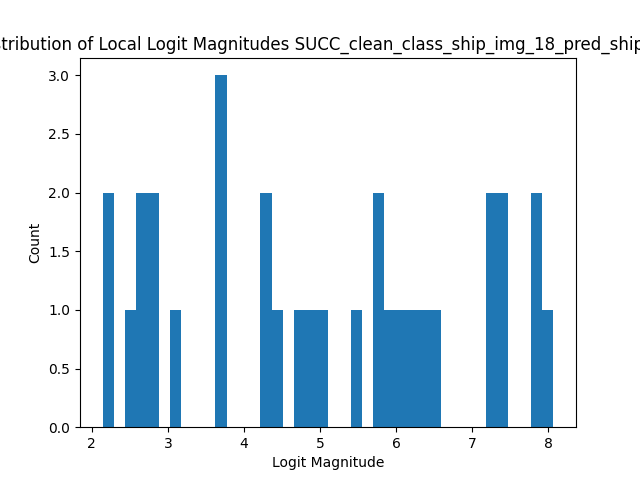 tribution of Local Logit Magnitudes SUCC_clean_class_ship_img_18_pred_ship
3.0
2.5
2.0
1.5
1.0
0.5
0.0
Count
2 3 4 5 6 7 8
Logit Magnitude